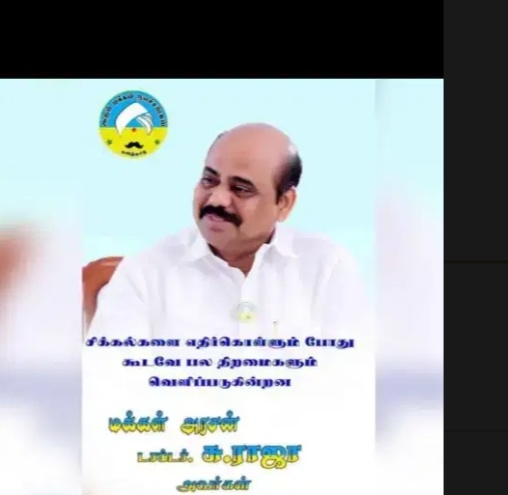 சிக்கல்களை எதிர்கொள்ளும் போது
கூடவே பல திறமைகளும்
வெளிப்படுகின்றன
மக்கள் அரசன்
டாக்டர். சு.ராஜா
அவர்கள்